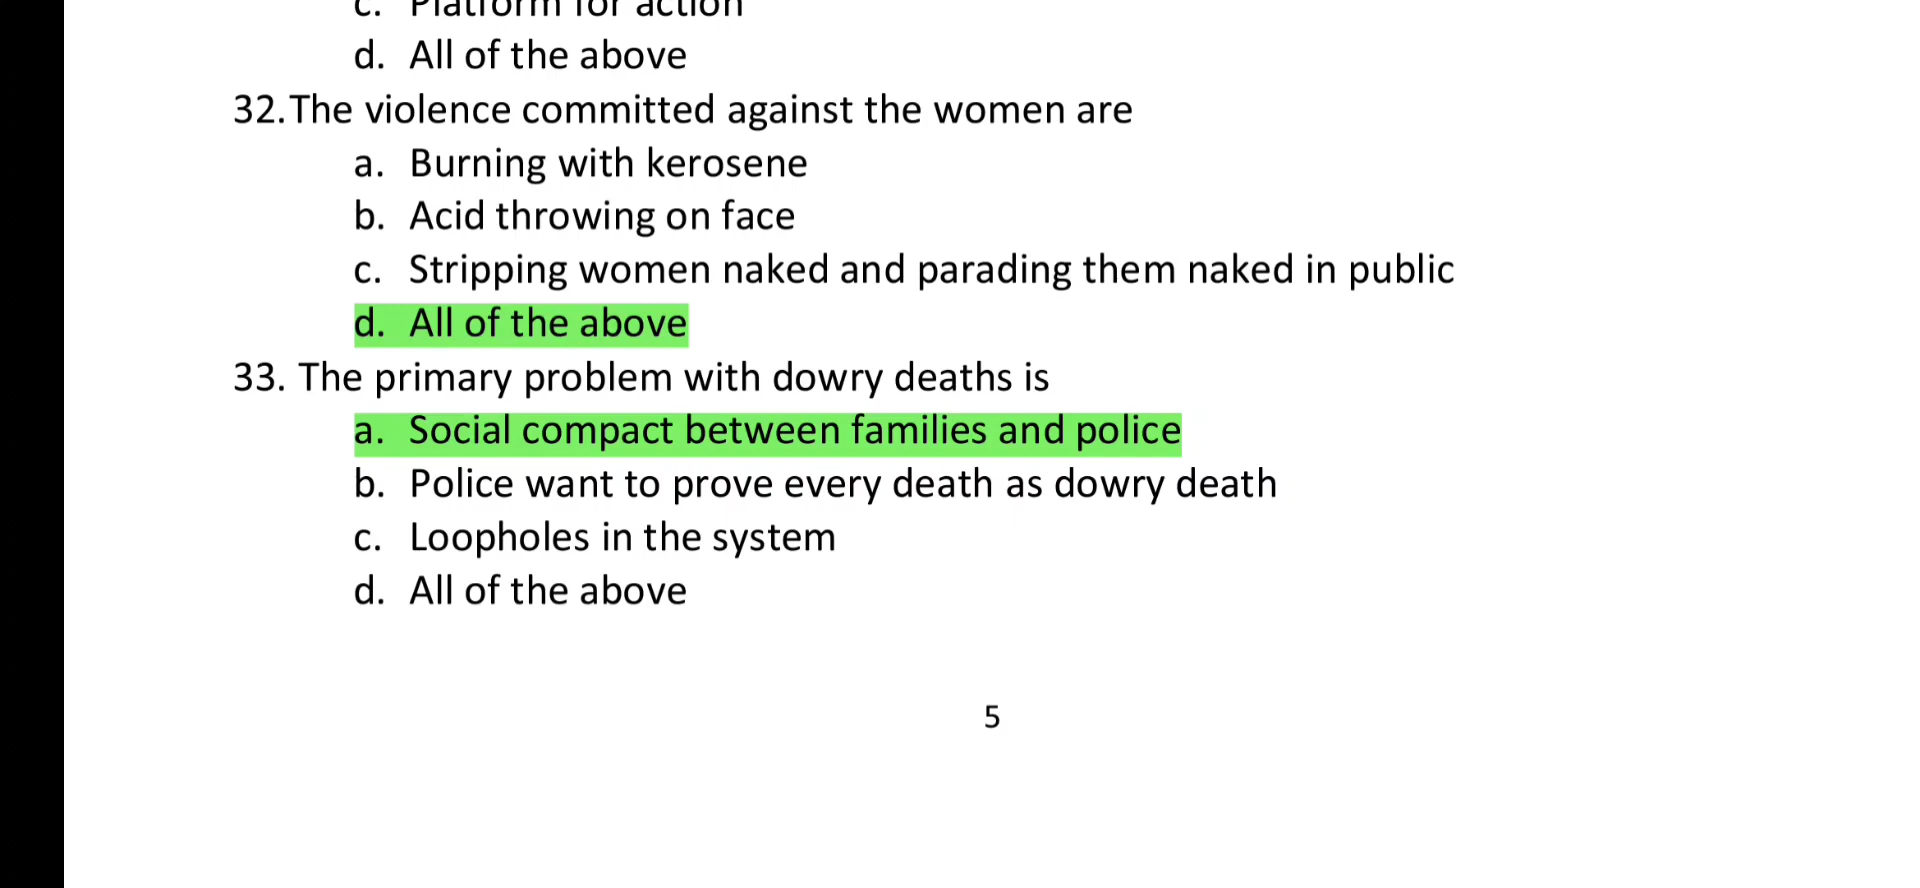 c. Platform for action
d. All of the above
32.The violence committed against the women are
a. Burning with kerosene
b. Acid throwing on face
c. Stripping women naked and parading them naked in public
d. All of the above
33. The primary problem with dowry deaths is
a. Social compact between families and police
b. Police want to prove every death as dowry death
c. Loopholes in the system
d. All of the above
5